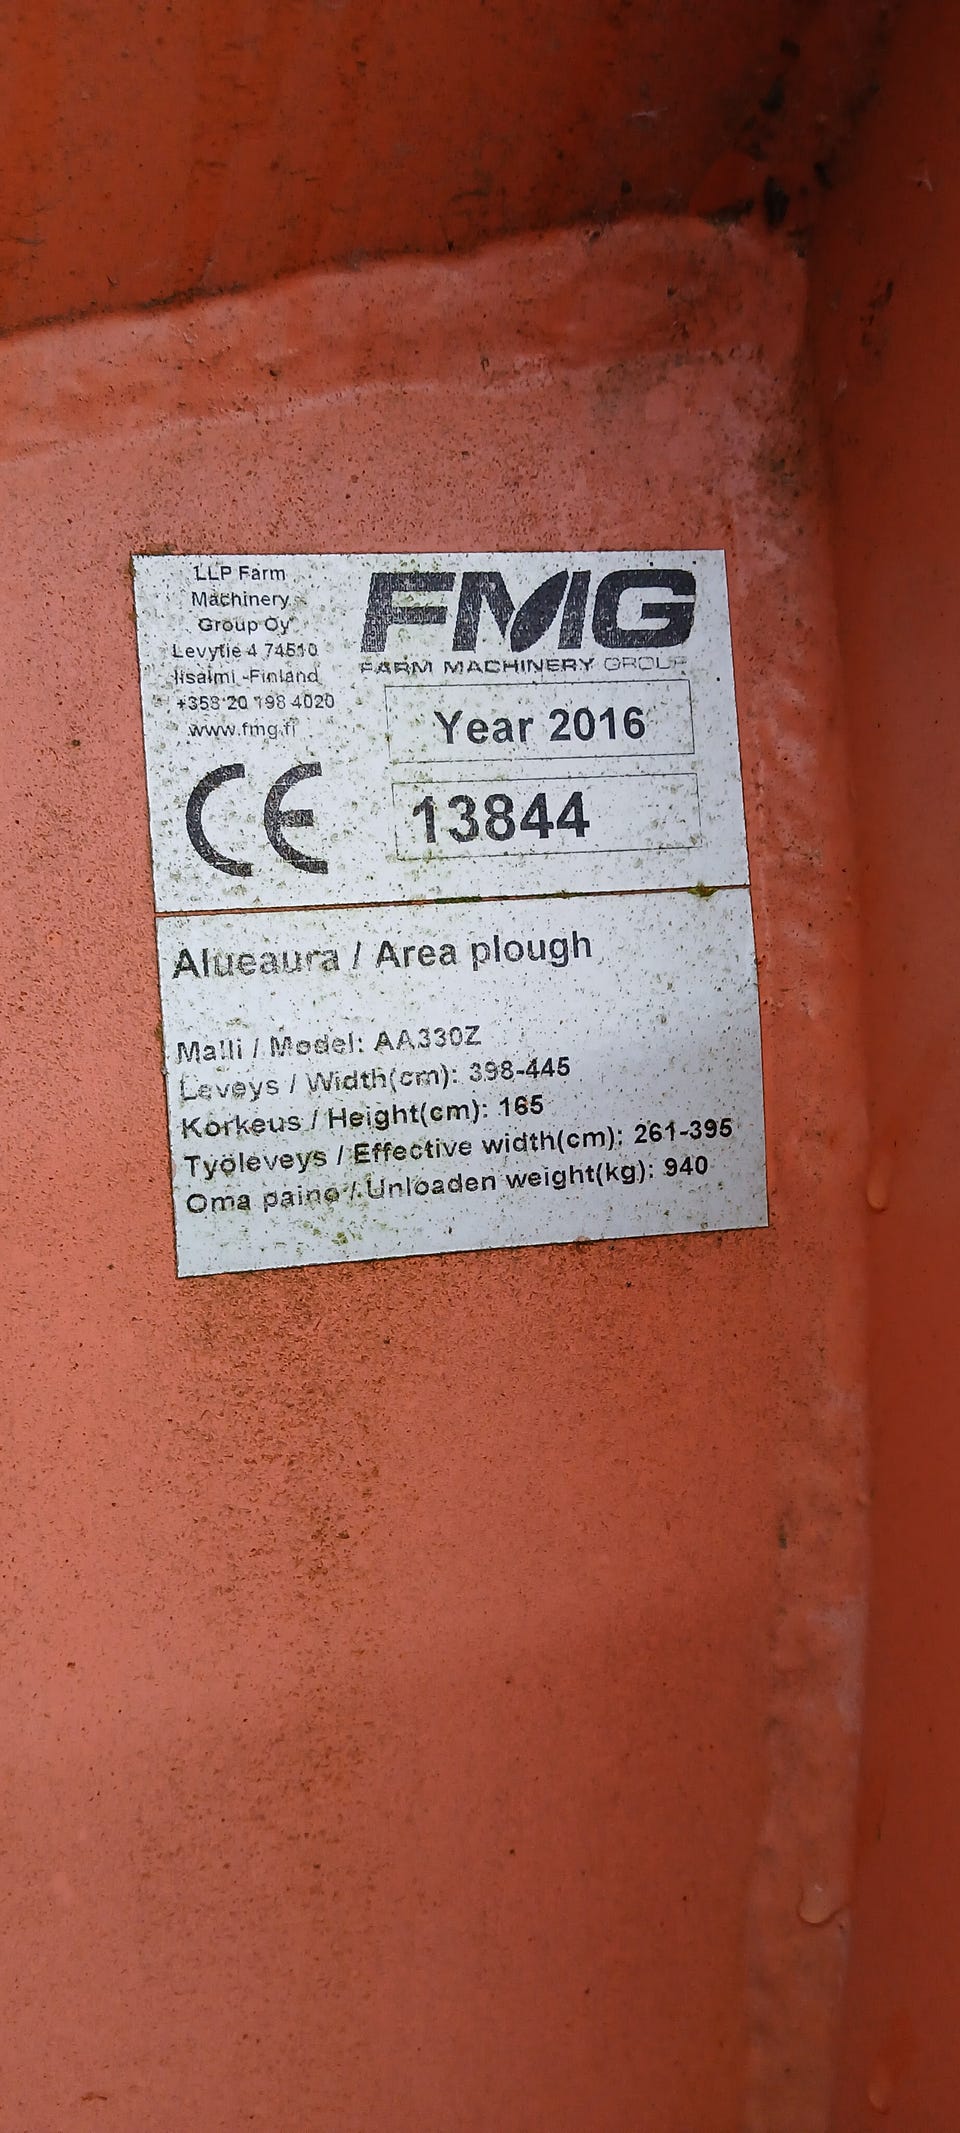 LLP Farm
Machinery
Group Oy
Levytie 4 74510
Iisalmi -Finland
+358 20 198 4020
www.fmg.fi
FMG
FARM MACHINERY GROUP
Year 2016
CE
13844
Alueaura / Area plough
Malli / Model: AA330Z
Leveys / Width(cm): 398-445
Korkeus / Height(cm): 165
Työleveys / Effective width(cm): 261-395
Oma paino / Unloaden weight(kg): 940